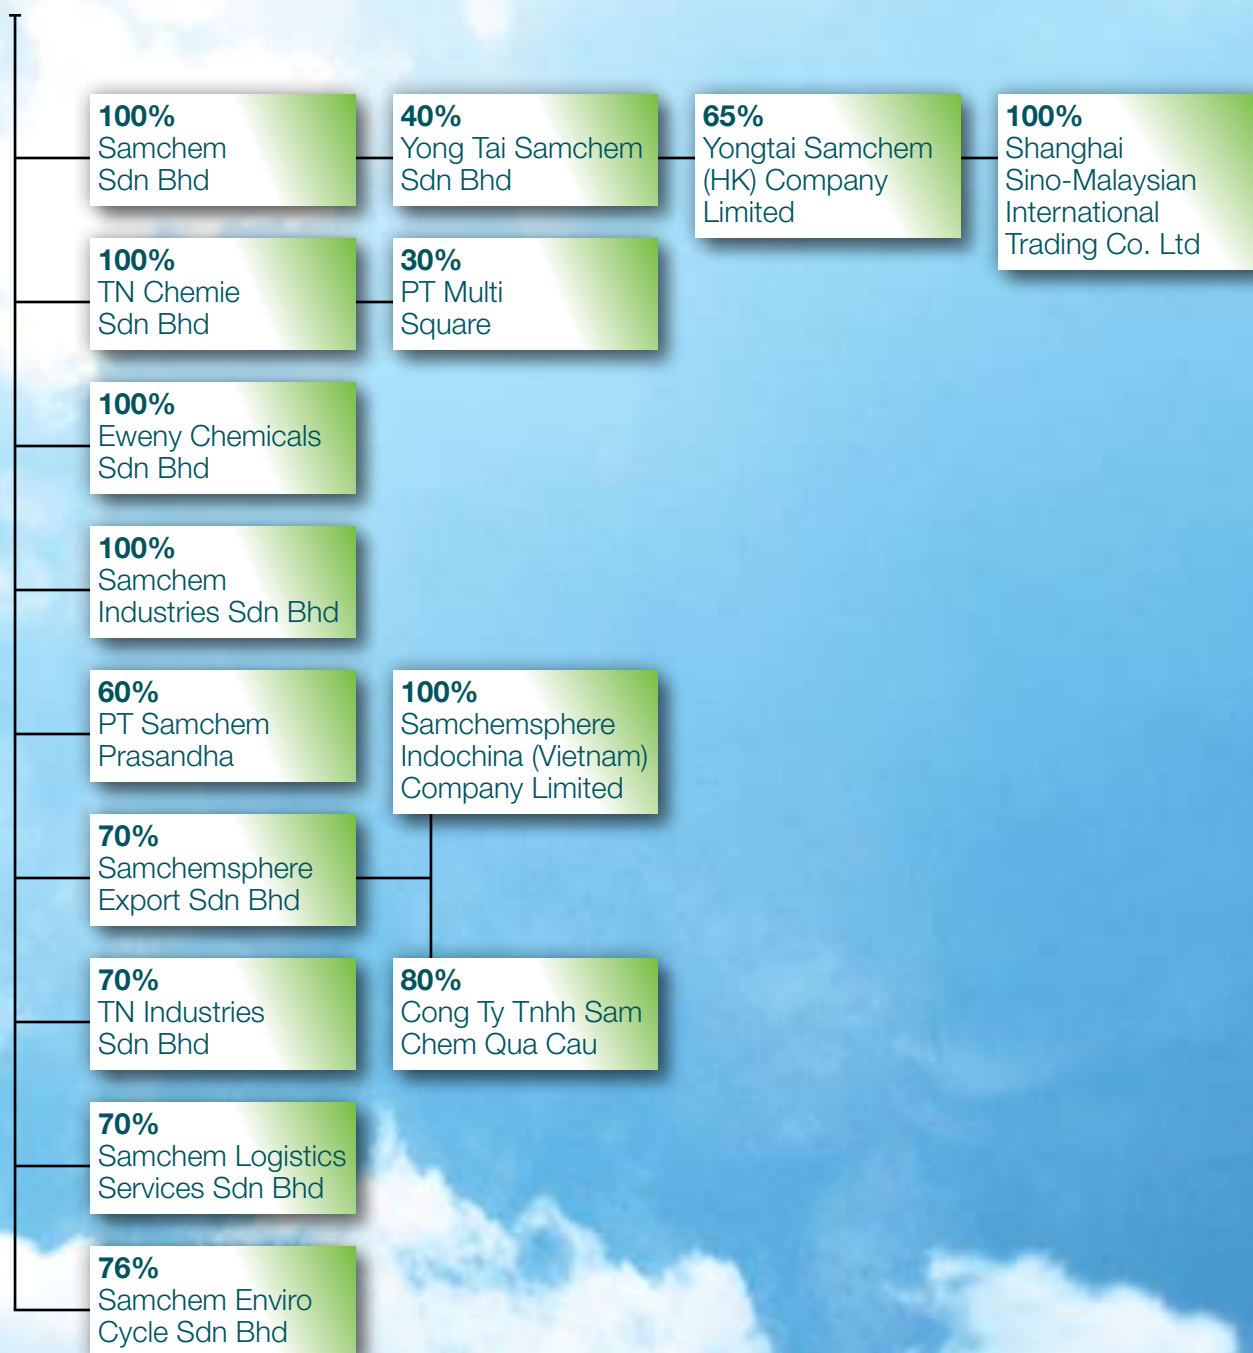 100%
Samchem
Sdn Bhd
40%
Yong Tai Samchem
Sdn Bhd
65%
Yongtai Samchem
(HK) Company
Limited
100%
Shanghai
Sino-Malaysian
International
Trading Co. Ltd
100%
TN Chemie
Sdn Bhd
30%
PT Multi
Square
100%
Eweny Chemicals
Sdn Bhd
100%
Samchem
Industries Sdn Bhd
60%
PT Samchem
Prasandha
100%
Samchemsphere
Indochina (Vietnam)
Company Limited
70%
Samchemsphere
Export Sdn Bhd
70%
TN Industries
Sdn Bhd
80%
Cong Ty Tnhh Sam
Chem Qua Cau
70%
Samchem Logistics
Services Sdn Bhd
76%
Samchem Enviro
Cycle Sdn Bhd